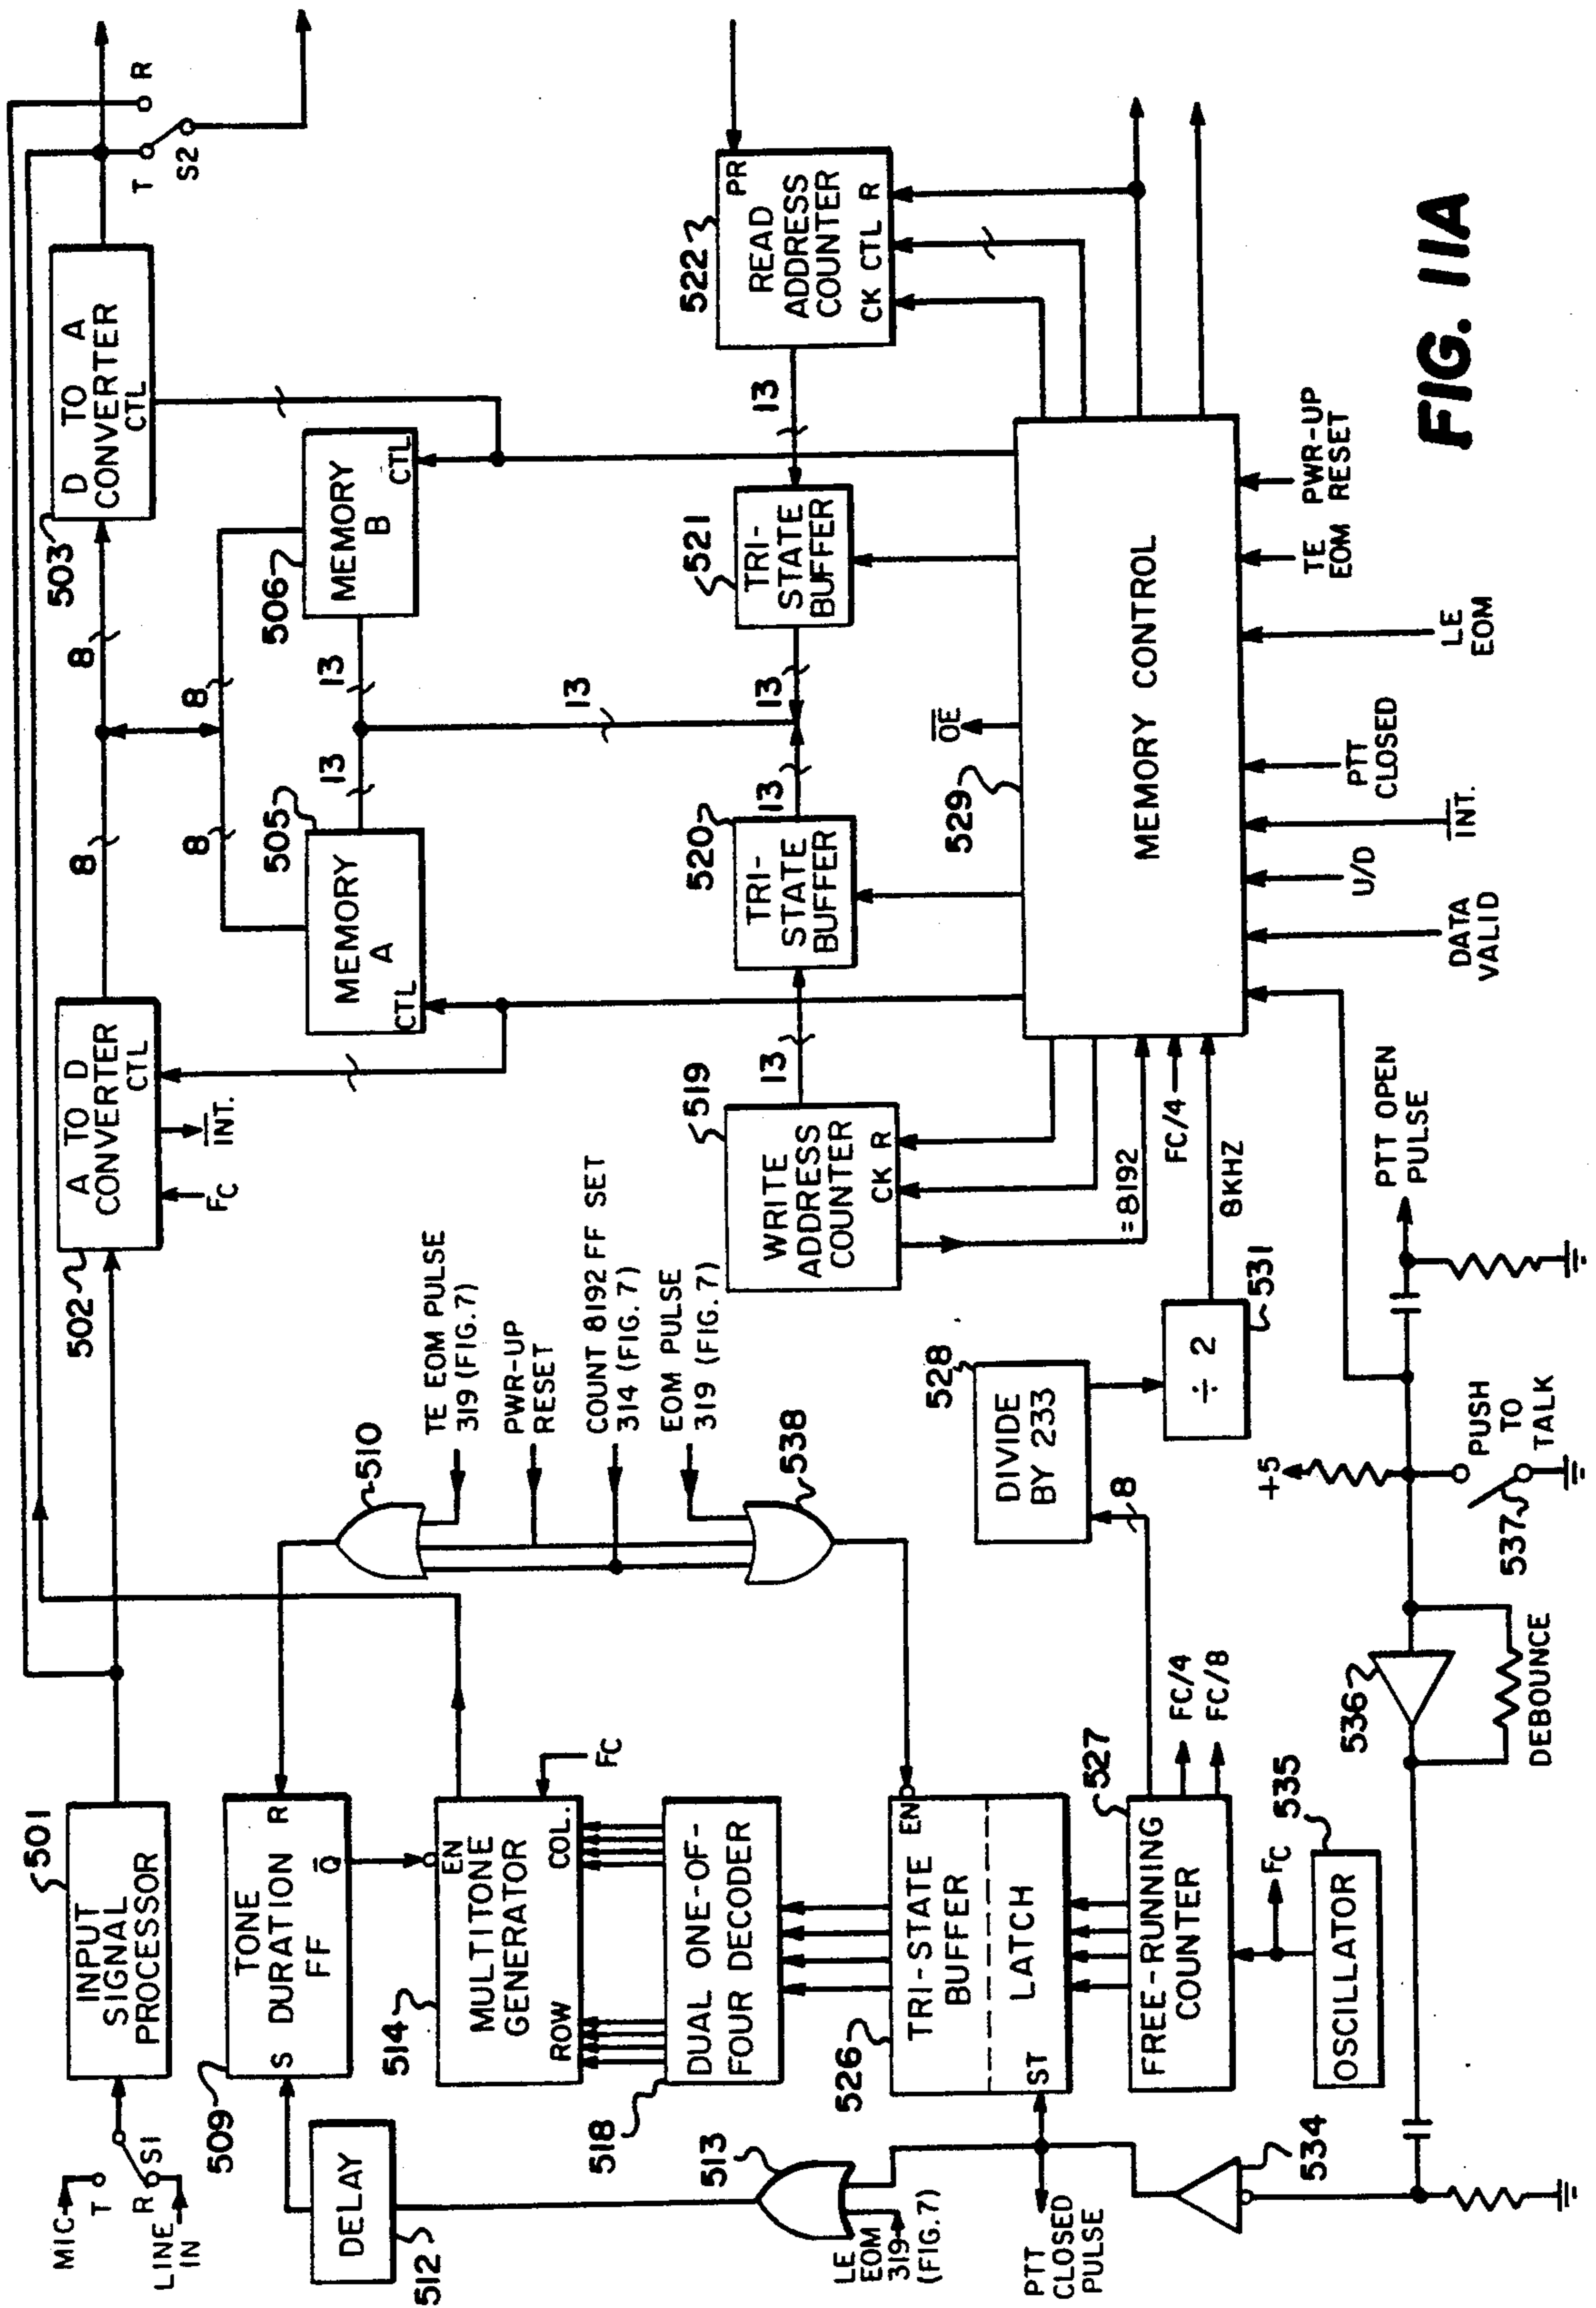 MIC
T
R
S1
LINE
IN
501
INPUT
SIGNAL
PROCESSOR
502
A TO D
CONVERTER
CTL
FC
INT.
8
8
503
D TO A
CONVERTER
CTL
T
R
S2
509
TONE
DURATION
FF
S
R
Q
510
TE EOM PULSE
319 (FIG. 7)
PWR-UP
RESET
COUNT 8192 FF SET
314 (FIG. 7)
EOM PULSE
319 (FIG. 7)
538
505
MEMORY
A
CTL
8
8
13
13
506
MEMORY
B
CTL
13
DELAY
512
514
MULTITONE
GENERATOR
EN
ROW
COL.
FC
513
LE
EOM
319
(FIG. 7)
518
DUAL ONE-OF-
FOUR DECODER
519
WRITE
ADDRESS
COUNTER
CK R
13
520
TRI-
STATE
BUFFER
13
13
521
TRI-
STATE
BUFFER
13
522
READ
ADDRESS
COUNTER
PR
CK CTL R
526
TRI-STATE
BUFFER
EN
LATCH
ST
PTT
CLOSED
PULSE
527
FREE-RUNNING
COUNTER
FC/4
FC/8
8
528
DIVIDE
BY 233
÷ 2
531
=8192
FC/4
8KHZ
529
OE
MEMORY CONTROL
DATA
VALID
U/D
INT.
PTT
CLOSED
LE
EOM
TE
EOM
PWR-UP
RESET
534
OSCILLATOR
535
FC
536
DEBOUNCE
537
+5
PUSH
TO
TALK
PTT OPEN
PULSE
FIG. 11A